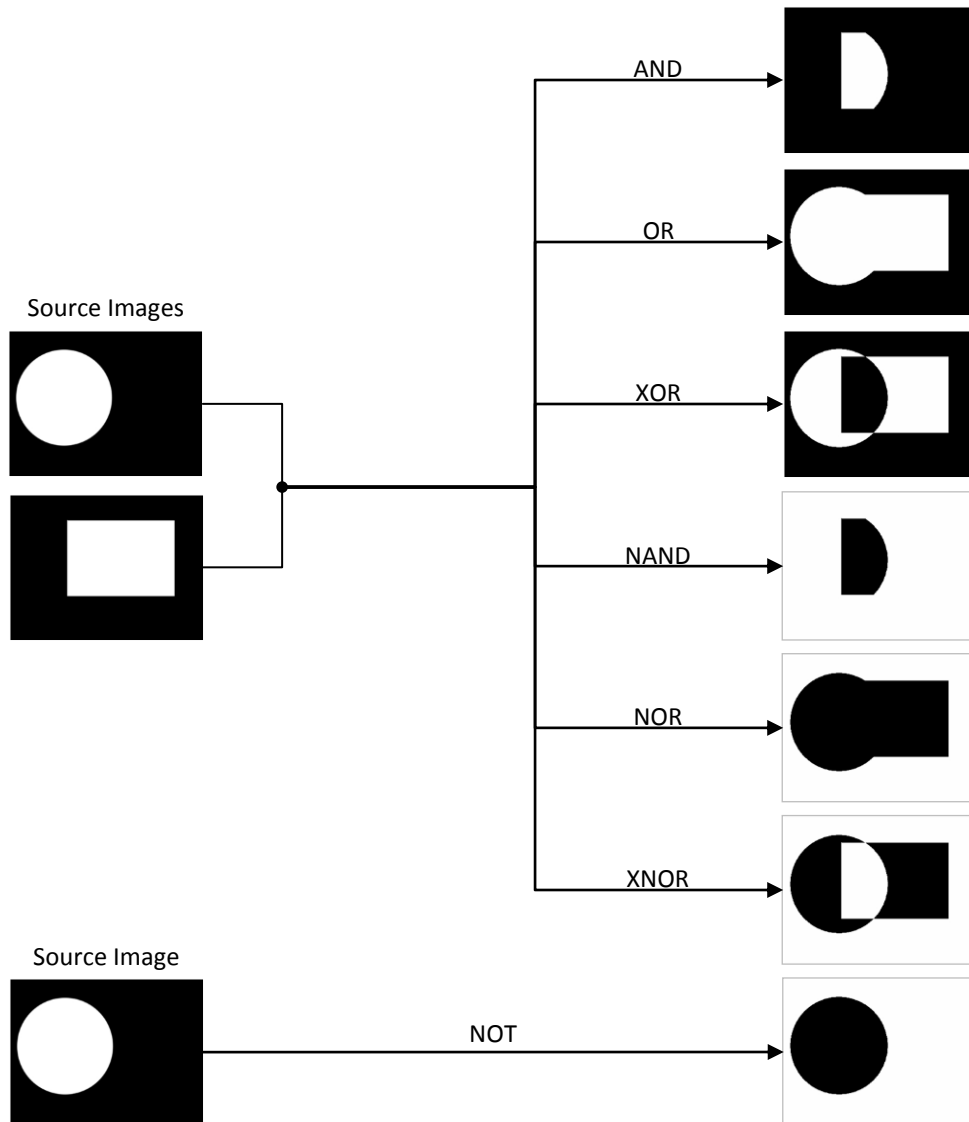 AND
OR
Source Images
XOR
NAND
NOR
XNOR
Source Image
NOT